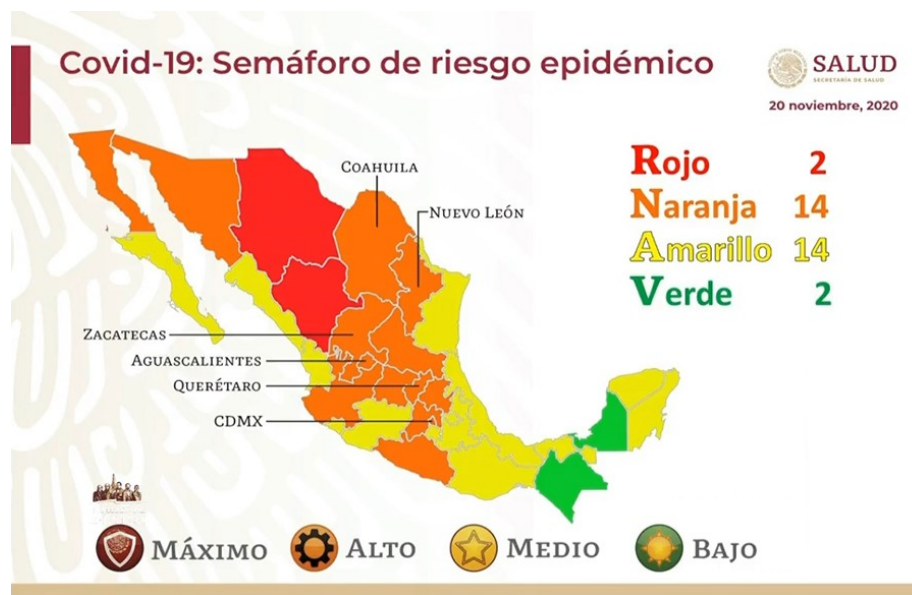 Covid-19: Semáforo de riesgo epidémico
SALUD
SECRETARÍA DE SALUD
20 noviembre, 2020
Rojo 2
Naranja 14
Amarillo 14
Verde 2
COAHUILA
NUEVO LEÓN
ZACATECAS
AGUASCALIENTES
QUERÉTARO
CDMX
MÁXIMO
ALTO
MEDIO
BAJO